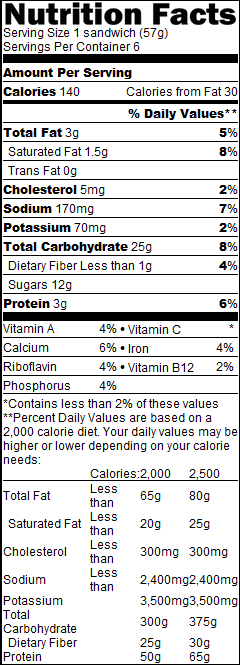 Nutrition Facts
Serving Size 1 sandwich (57g)
Servings Per Container 6
Amount Per Serving
Calories 140 Calories from Fat 30
% Daily Values**
Total Fat 3g 5%
Saturated Fat 1.5g 8%
Trans Fat 0g
Cholesterol 5mg 2%
Sodium 170mg 7%
Potassium 70mg 2%
Total Carbohydrate 25g 8%
Dietary Fiber Less than 1g 4%
Sugars 12g
Protein 3g 6%
Vitamin A 4% • Vitamin C *
Calcium 6% • Iron 4%
Riboflavin 4% • Vitamin B12 2%
Phosphorus 4%
*Contains less than 2% of these values
**Percent Daily Values are based on a
2,000 calorie diet. Your daily values may be
higher or lower depending on your calorie
needs:
Calories: 2,000 2,500
Total Fat Less than 65g 80g
Saturated Fat Less than 20g 25g
Cholesterol Less than 300mg 300mg
Sodium Less than 2,400mg 2,400mg
Potassium 3,500mg 3,500mg
Total Carbohydrate 300g 375g
Dietary Fiber 25g 30g
Protein 50g 65g